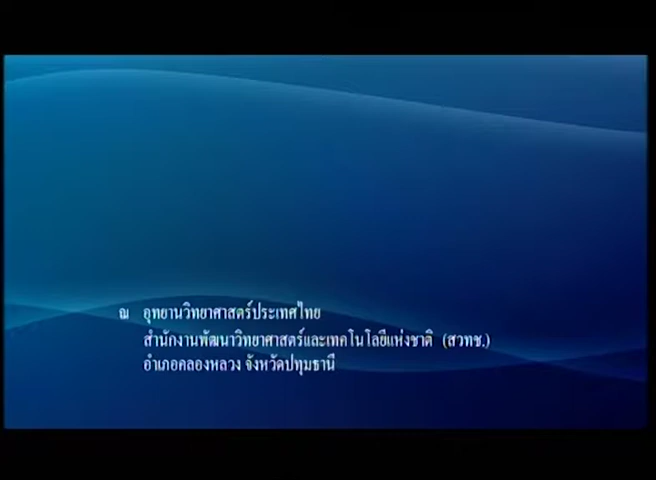 ณ อุทยานวิทยาศาสตร์ประเทศไทย
สำนักงานพัฒนาวิทยาศาสตร์และเทคโนโลยีแห่งชาติ (สวทช.)
อำเภอคลองหลวง จังหวัดปทุมธานี